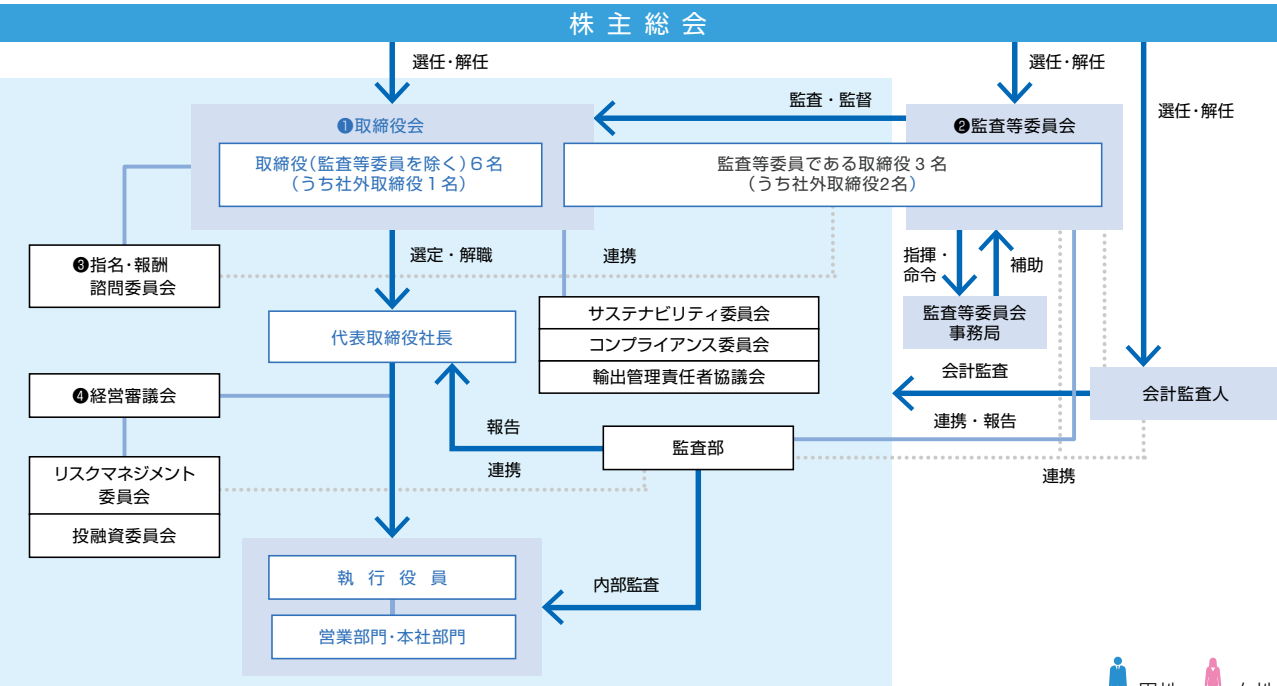 株主総会
選任・解任
選任・解任
選任・解任
監査・監督
❶取締役会
❷監査等委員会
取締役(監査等委員を除く)6名
(うち社外取締役1名)
監査等委員である取締役3名
(うち社外取締役2名)
❸指名・報酬
諮問委員会
選定・解職
連携
指揮・
命令
補助
監査等委員会
事務局
代表取締役社長
サステナビリティ委員会
コンプライアンス委員会
輸出管理責任者協議会
会計監査
会計監査人
❹経営審議会
連携・報告
報告
監査部
連携
連携
リスクマネジメント
委員会
投融資委員会
執行役員
内部監査
営業部門・本社部門